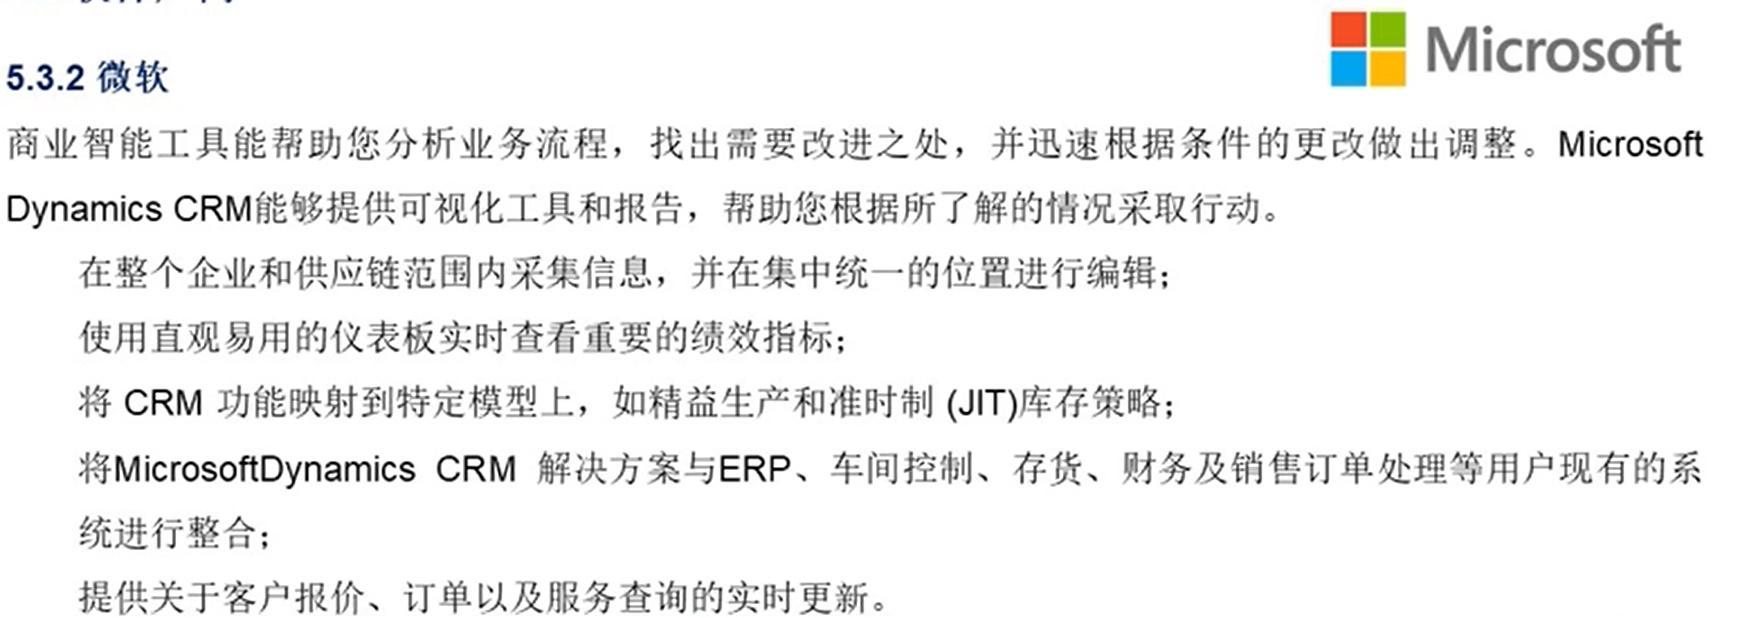 Microsoft
5.3.2 微软
商业智能工具能帮助您分析业务流程，找出需要改进之处，并迅速根据条件的更改做出调整。Microsoft
Dynamics CRM能够提供可视化工具和报告，帮助您根据所了解的情况采取行动。
在整个企业和供应链范围内采集信息，并在集中统一的位置进行编辑；
使用直观易用的仪表板实时查看重要的绩效指标；
将 CRM 功能映射到特定模型上，如精益生产和准时制 (JIT)库存策略；
将MicrosoftDynamics CRM 解决方案与ERP、车间控制、存货、财务及销售订单处理等用户现有的系
统进行整合；
提供关于客户报价、订单以及服务查询的实时更新。